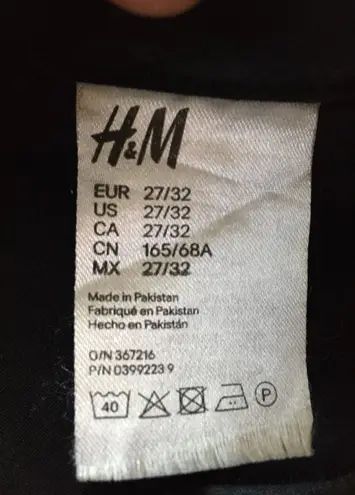 H&M
EUR 27/32
US 27/32
CA 27/32
CN 165/68A
MX 27/32
Made in Pakistan
Fabriqué en Pakistan
Hecho en Pakistán
O/N 367216
P/N 0399223 9
40 P